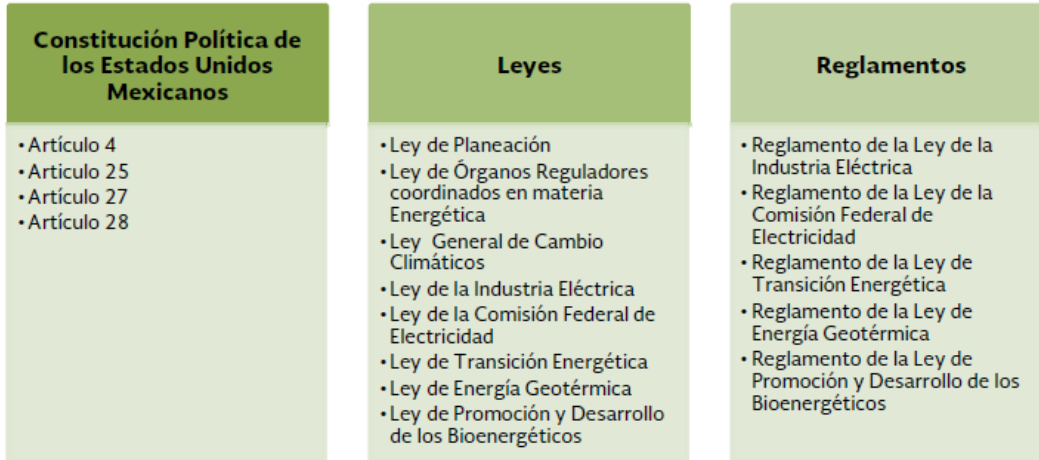 Constitución Política de
los Estados Unidos
Mexicanos
• Artículo 4
• Articulo 25
• Artículo 27
• Artículo 28
Leyes
• Ley de Planeación
• Ley de Órganos Reguladores
coordinados en materia
Energética
• Ley General de Cambio
Climáticos
• Ley de la Industria Eléctrica
• Ley de la Comisión Federal de
Electricidad
• Ley de Transición Energética
• Ley de Energía Geotérmica
• Ley de Promoción y Desarrollo
de los Bioenergéticos
Reglamentos
• Reglamento de la Ley de la
Industria Eléctrica
• Reglamento de la Ley de la
Comisión Federal de
Electricidad
• Reglamento de la Ley de
Transición Energética
• Reglamento de la Ley de
Energía Geotérmica
• Reglamento de la Ley de
Promoción y Desarrollo de los
Bioenergéticos